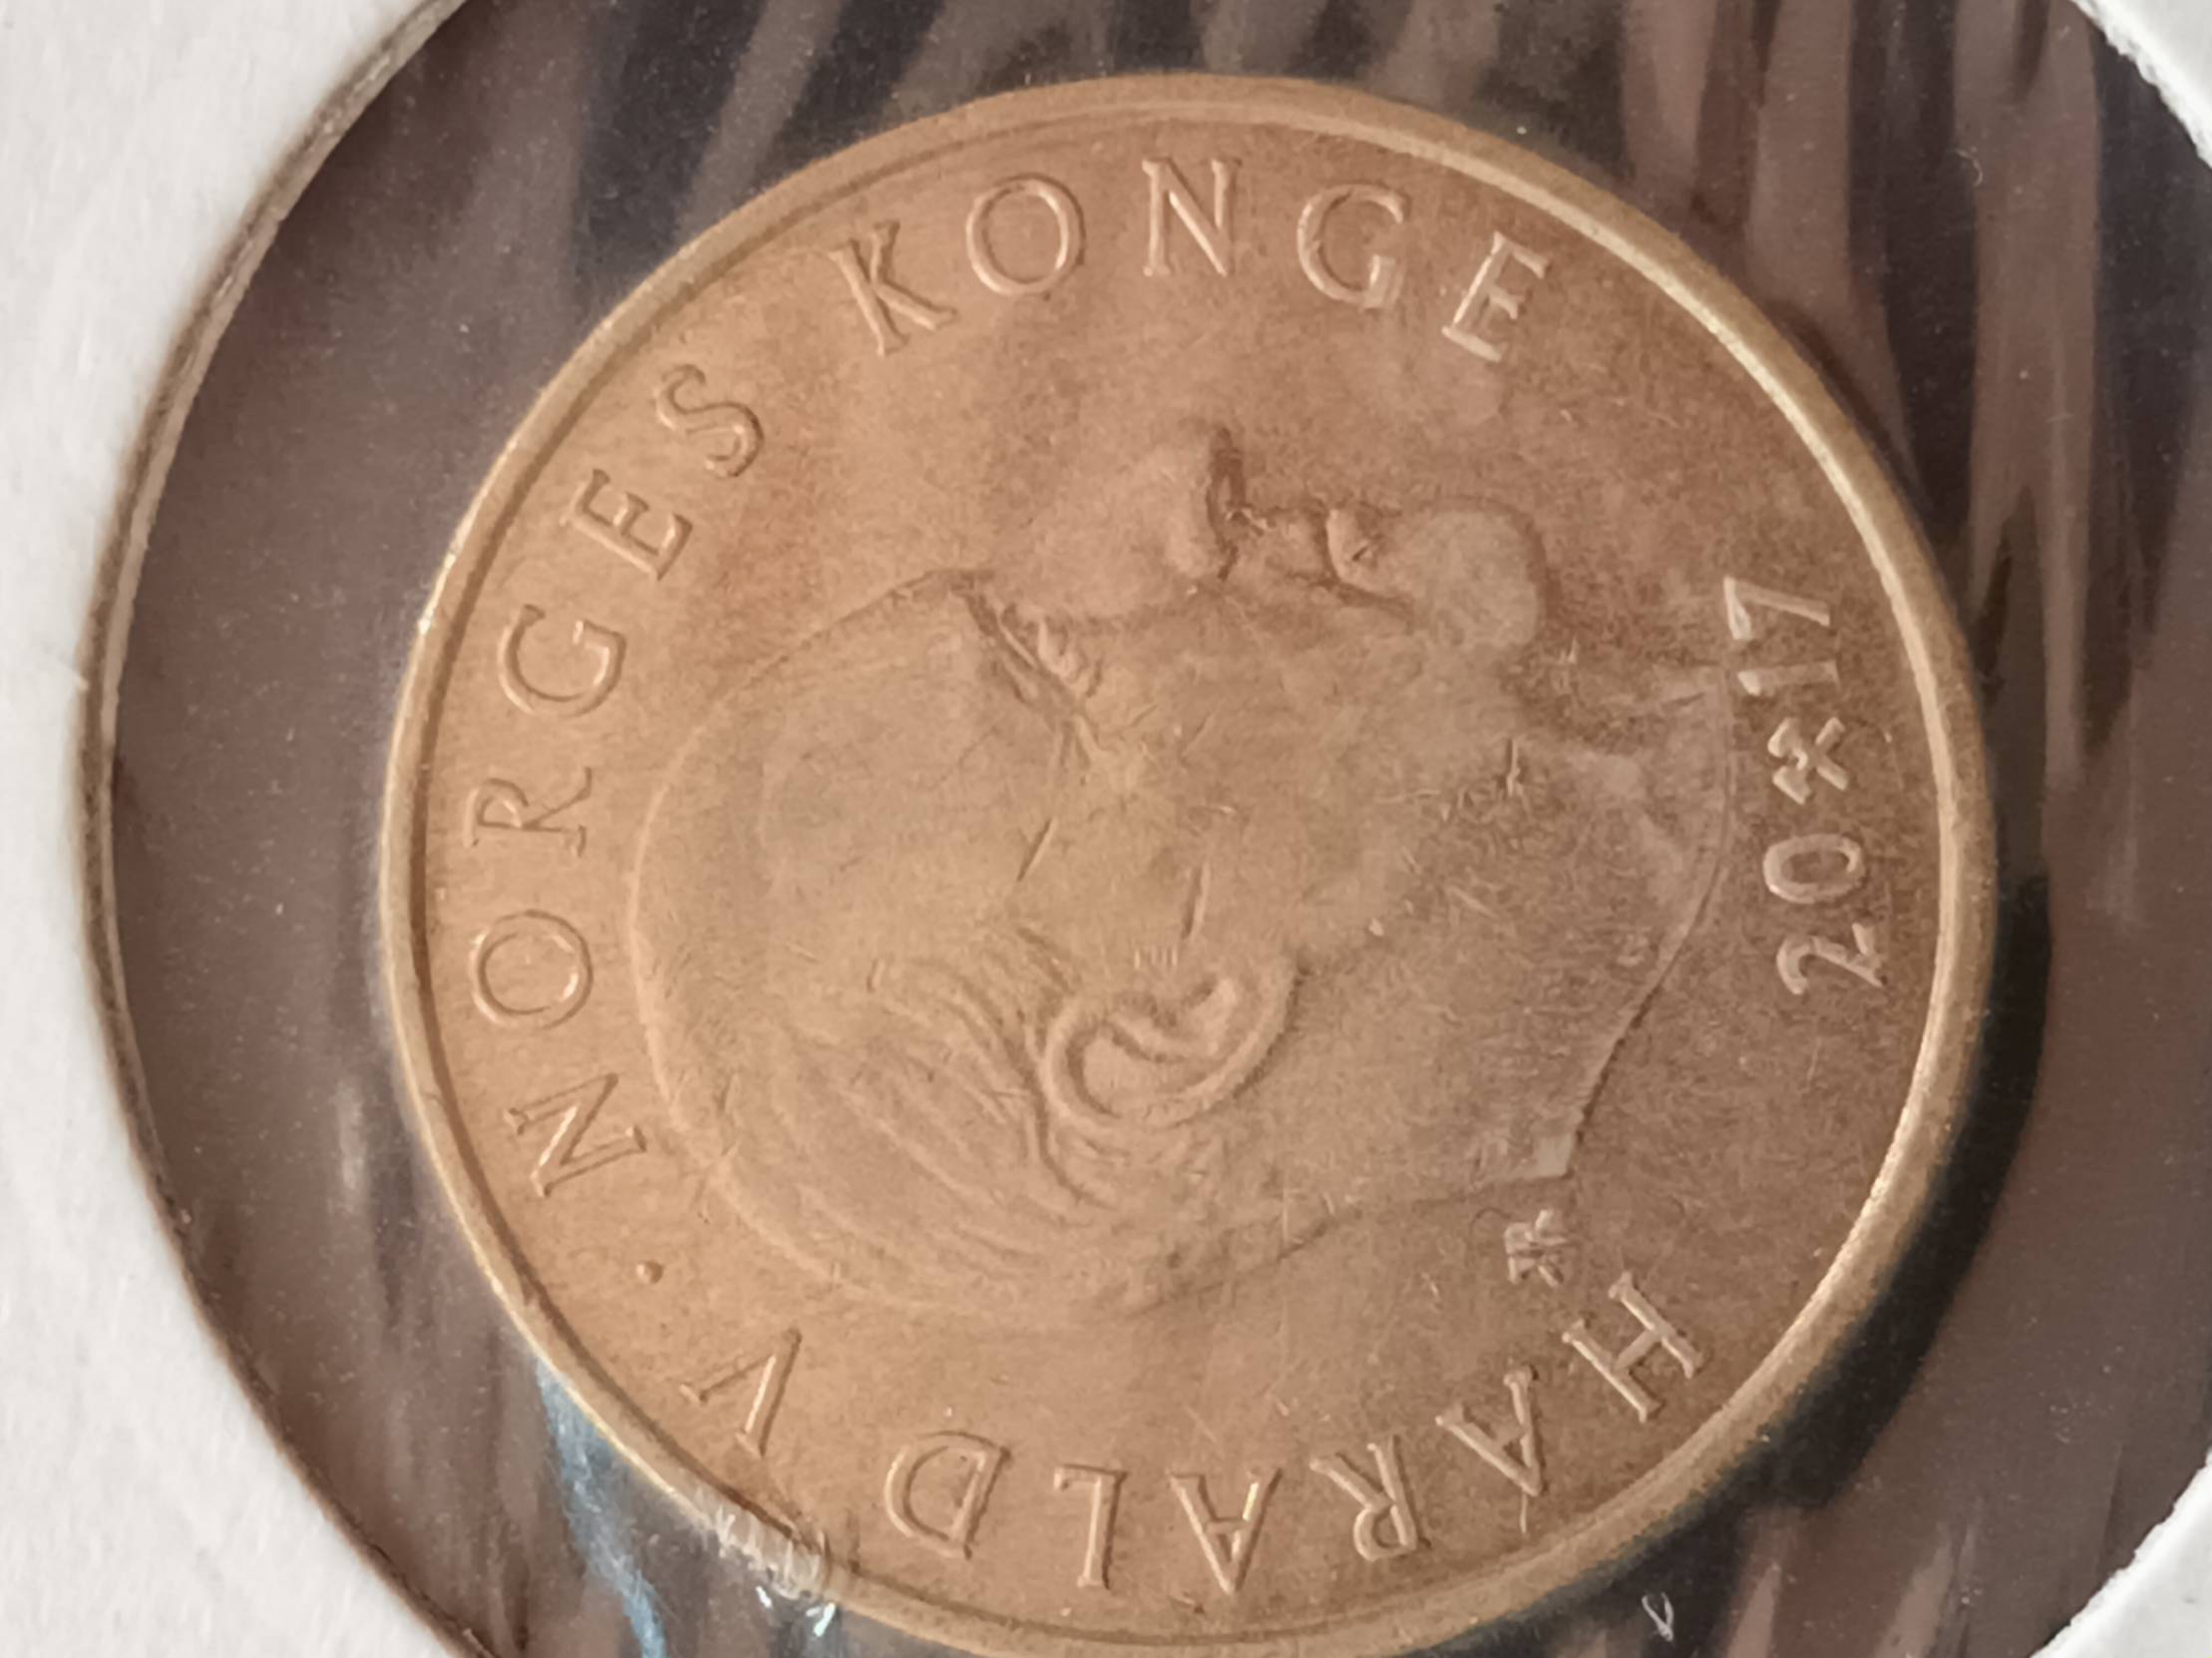 HARALD V · NORGES KONGE
20 17